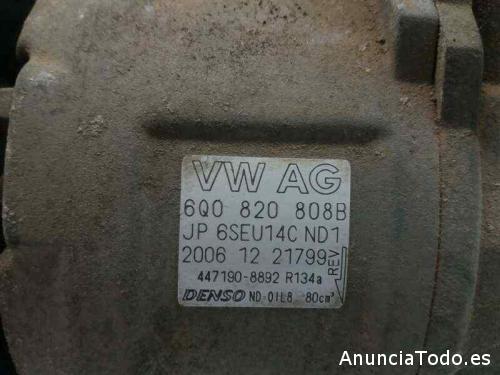 VW AG
6Q0 820 808B
JP 6SEU14C ND1
2006 12 21799
REV
447190-8892 R134a
DENSO ND-OIL8 80cm³
AnunciaTodo.es